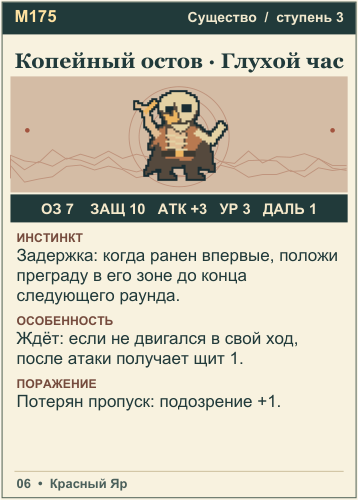 M175
Существо / ступень 3
Копейный остов · Глухой час
ОЗ 7 ЗАЩ 10 АТК +3 УР 3 ДАЛЬ 1
ИНСТИНКТ
Задержка: когда ранен впервые, положи
преграду в его зоне до конца
следующего раунда.
ОСОБЕННОСТЬ
Ждёт: если не двигался в свой ход,
после атаки получает щит 1.
ПОРАЖЕНИЕ
Потерян пропуск: подозрение +1.
06 • Красный Яр